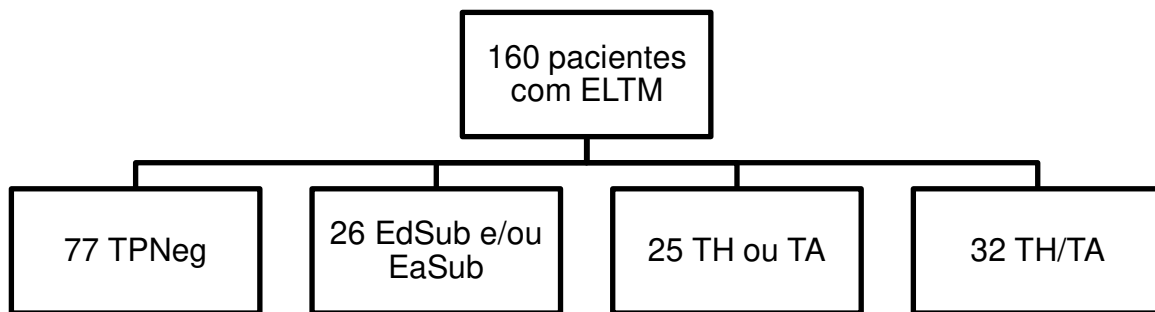 160 pacientes
com ELTM
77 TPNeg
26 EdSub e/ou
EaSub
25 TH ou TA
32 TH/TA